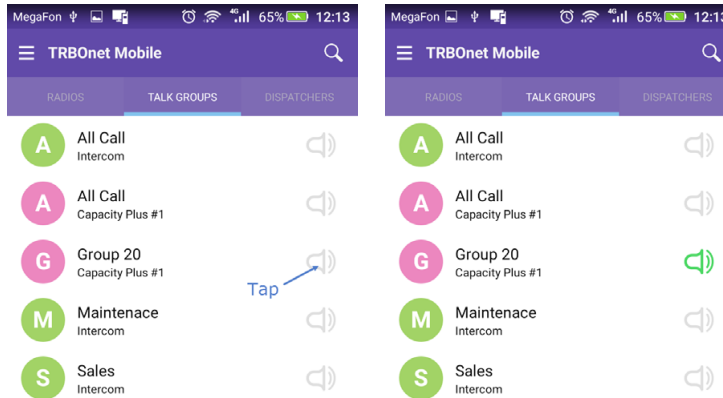 MegaFon 4G 65% 12:13
TRBOnet Mobile
RADIOS TALK GROUPS DISPATCHERS
A All Call
Intercom
A All Call
Capacity Plus #1
G Group 20
Capacity Plus #1
Tap
M Maintenace
Intercom
S Sales
Intercom
MegaFon 4G 65% 12:13
TRBOnet Mobile
RADIOS TALK GROUPS DISPATCHERS
A All Call
Intercom
A All Call
Capacity Plus #1
G Group 20
Capacity Plus #1
M Maintenace
Intercom
S Sales
Intercom